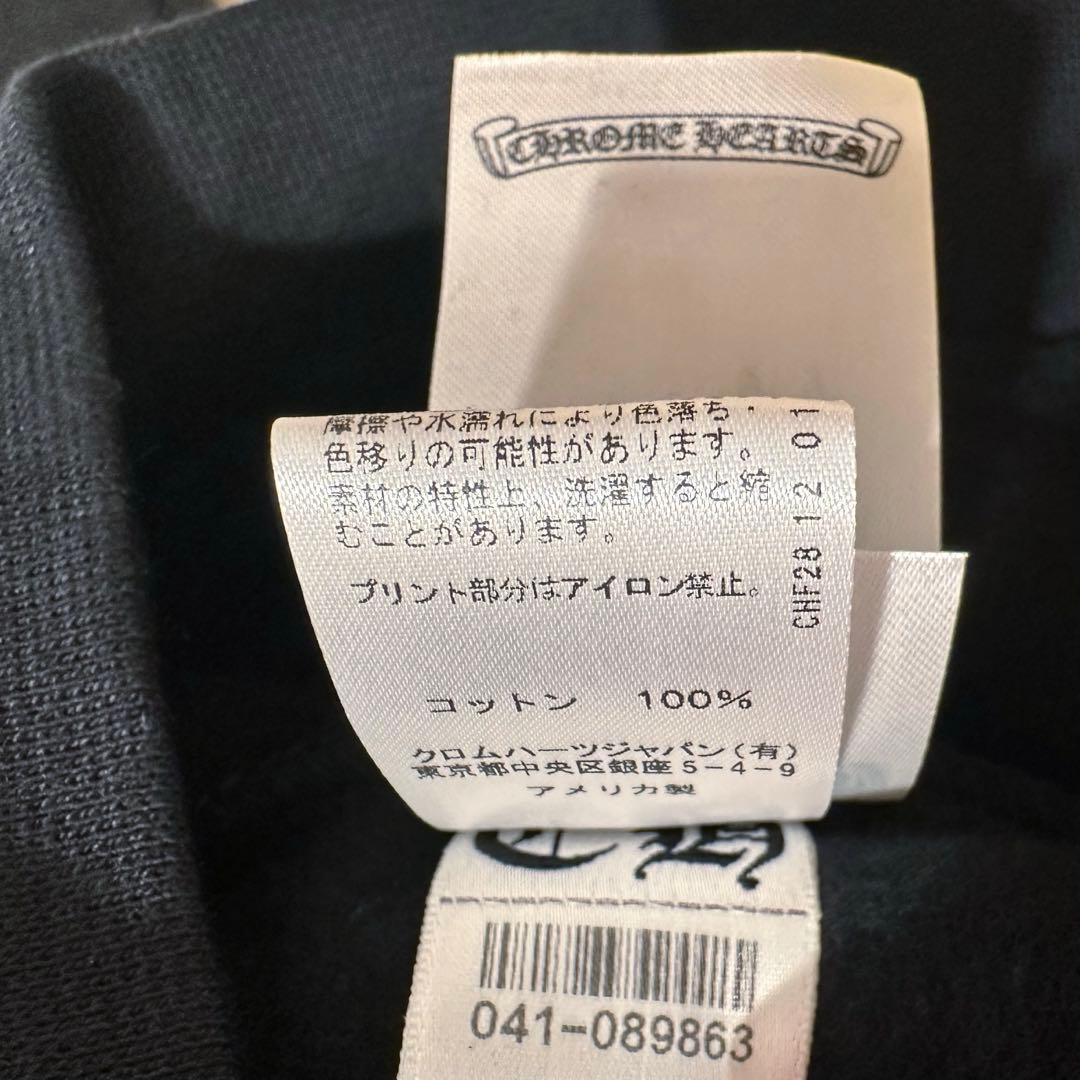 CHROME HEARTS
摩擦や水濡れにより色落ち・
色移りの可能性があります。
素材の特性上、洗濯すると縮
むことがあります。
プリント部分はアイロン禁止。
CHF28 12 01
コットン 100%
クロムハーツジャパン(有)
東京都中央区銀座5-4-9
アメリカ製
041-089863